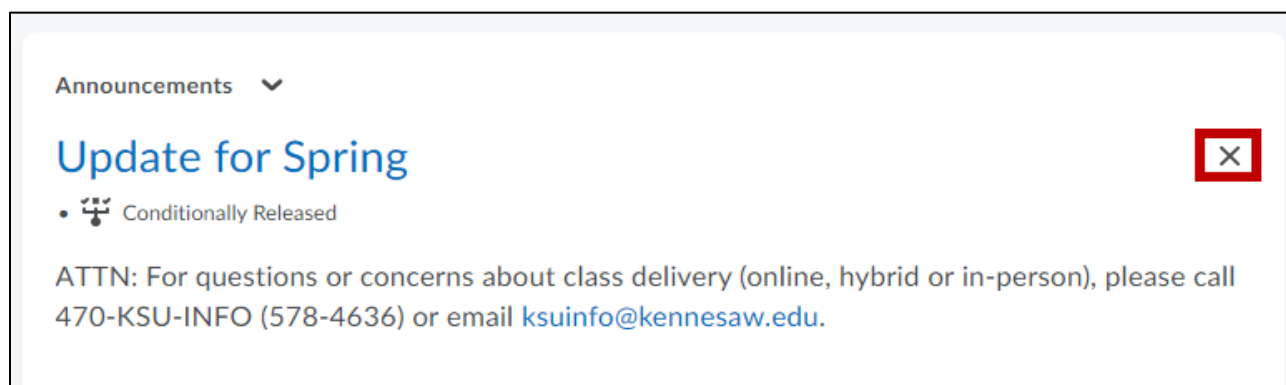 Announcements
Update for Spring
• Conditionally Released
ATTN: For questions or concerns about class delivery (online, hybrid or in-person), please call
470-KSU-INFO (578-4636) or email ksuinfo@kennesaw.edu.